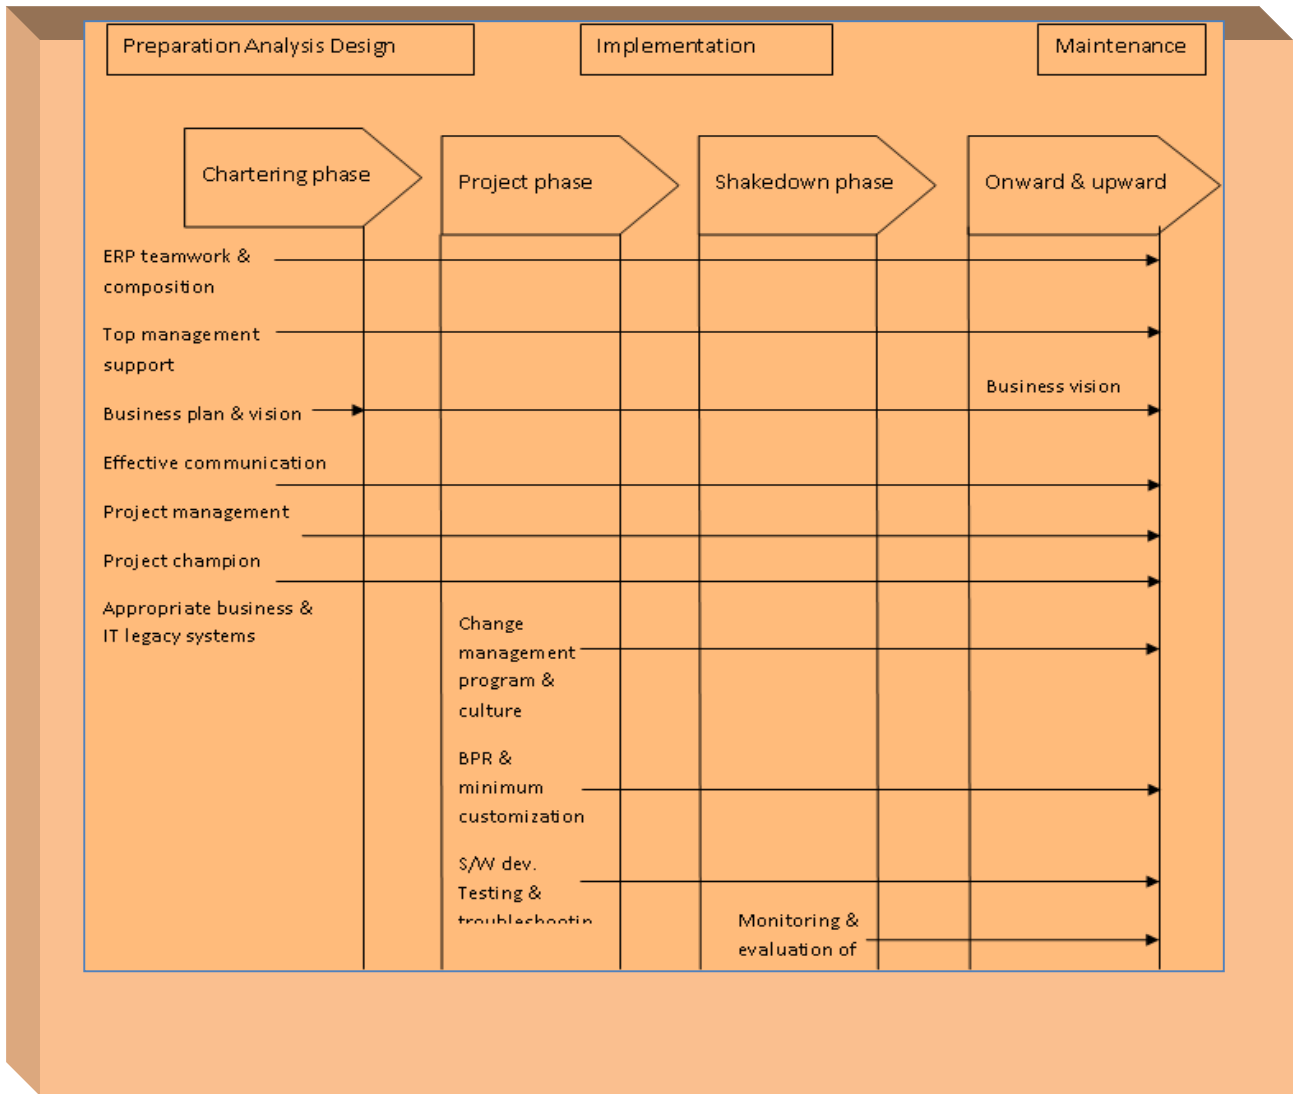 Preparation Analysis Design
Implementation
Maintenance
Chartering phase
Project phase
Shakedown phase
Onward & upward
ERP teamwork &
composition
Top management
support
Business vision
Business plan & vision
Effective communication
Project management
Project champion
Appropriate business &
IT legacy systems
Change
management
program &
culture
BPR &
minimum
customization
S/W dev.
Testing &
troubleshootin
Monitoring &
evaluation of